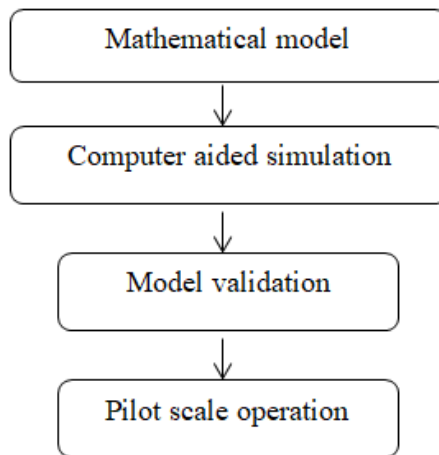 Mathematical model
Computer aided simulation
Model validation
Pilot scale operation